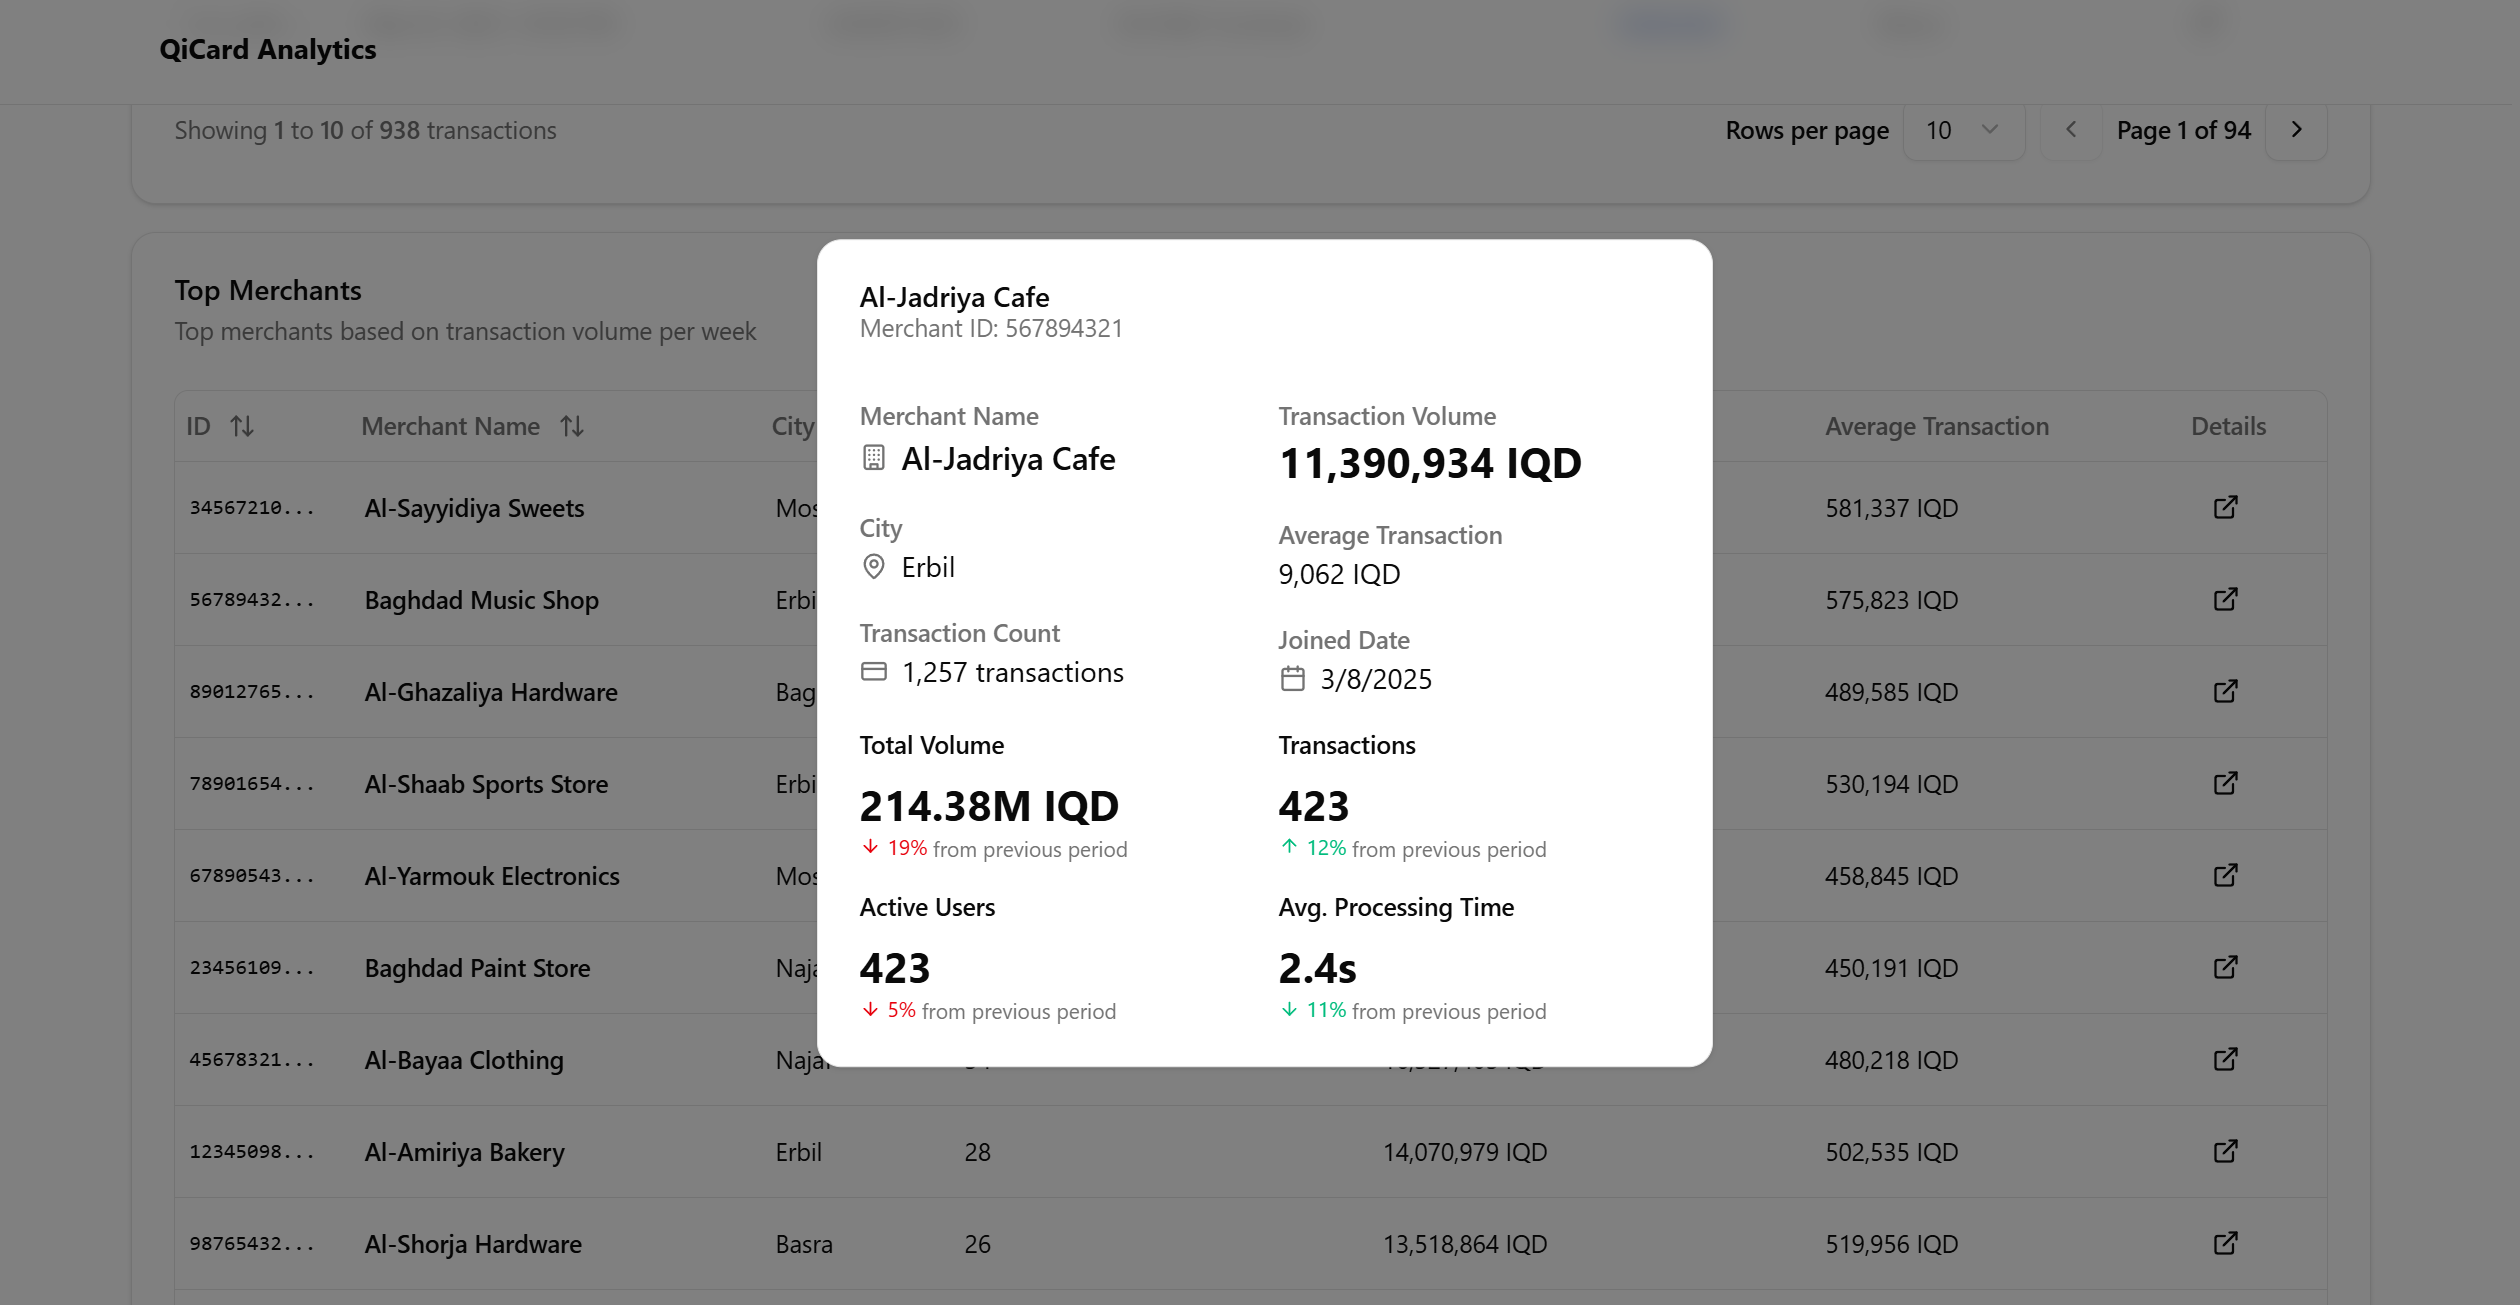 QiCard Analytics
Showing 1 to 10 of 938 transactions
Rows per page 10 Page 1 of 94
Top Merchants
Top merchants based on transaction volume per week
ID Merchant Name City Average Transaction Details
34567210... Al-Sayyidiya Sweets Mos 581,337 IQD
56789432... Baghdad Music Shop Erbi 575,823 IQD
89012765... Al-Ghazaliya Hardware Bag 489,585 IQD
78901654... Al-Shaab Sports Store Erbi 530,194 IQD
67890543... Al-Yarmouk Electronics Mos 458,845 IQD
23456109... Baghdad Paint Store Naja 450,191 IQD
45678321... Al-Bayaa Clothing Najaf 480,218 IQD
12345098... Al-Amiriya Bakery Erbil 28 14,070,979 IQD 502,535 IQD
98765432... Al-Shorja Hardware Basra 26 13,518,864 IQD 519,956 IQD
Al-Jadriya Cafe
Merchant ID: 567894321
Merchant Name
Al-Jadriya Cafe
City
Erbil
Transaction Count
1,257 transactions
Transaction Volume
11,390,934 IQD
Average Transaction
9,062 IQD
Joined Date
3/8/2025
Total Volume
214.38M IQD
19% from previous period
Transactions
423
12% from previous period
Active Users
423
5% from previous period
Avg. Processing Time
2.4s
11% from previous period